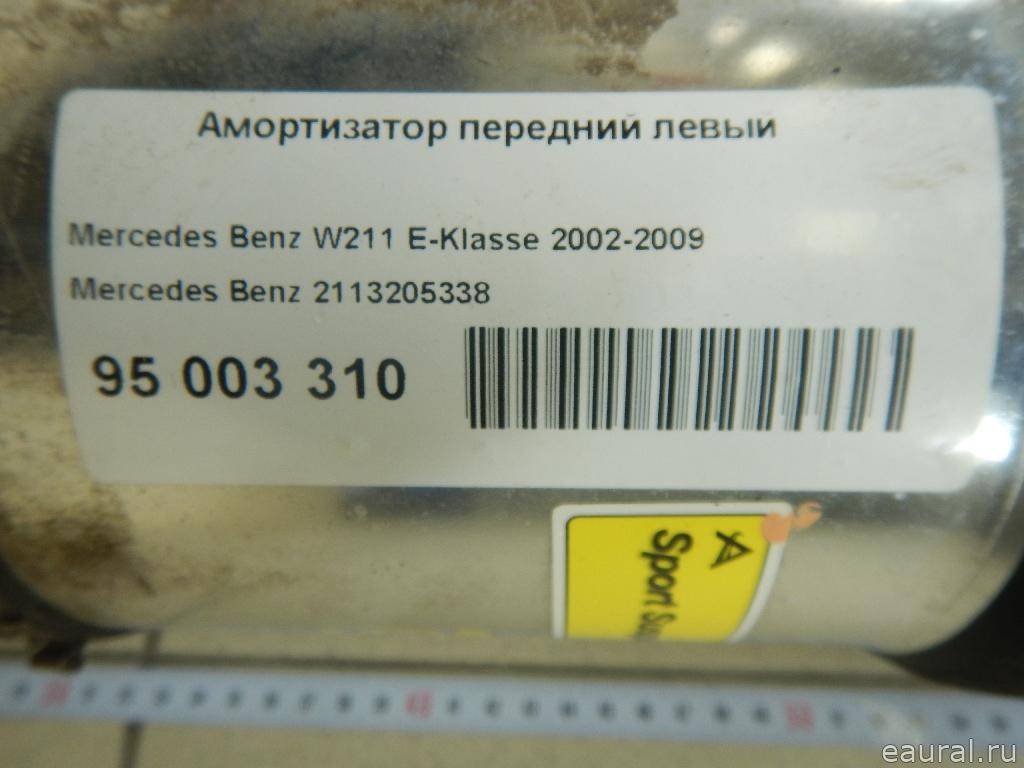 Амортизатор передний левый
Mercedes Benz W211 E-Klasse 2002-2009
Mercedes Benz 2113205338
95 003 310
Sport
eaural.ru